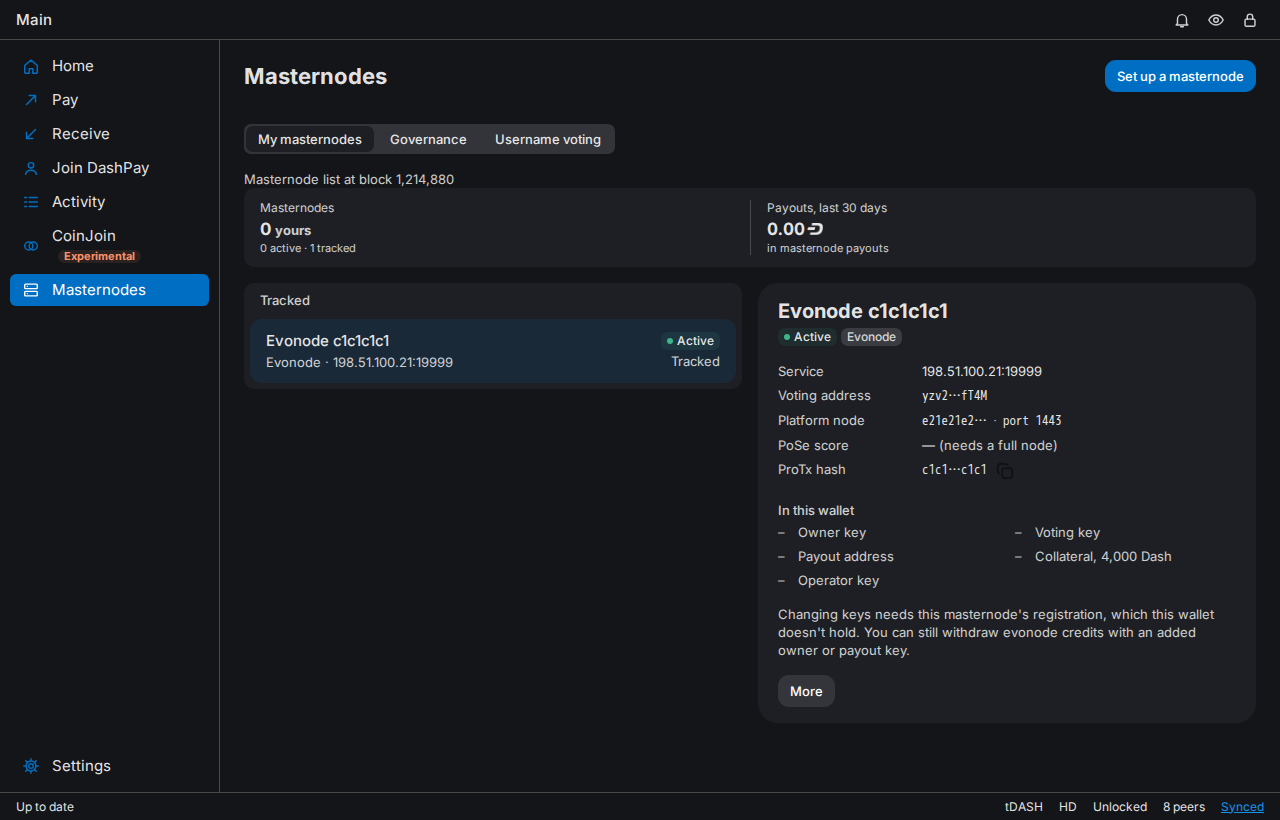 Main
Home
Pay
Receive
Join DashPay
Activity
CoinJoin
Experimental
Masternodes
Settings
Masternodes
Set up a masternode
My masternodes
Governance
Username voting
Masternode list at block 1,214,880
Masternodes
0 yours
0 active · 1 tracked
Payouts, last 30 days
0.00
in masternode payouts
Tracked
Evonode c1c1c1c1
Active
Evonode · 198.51.100.21:19999
Tracked
Evonode c1c1c1c1
Active
Evonode
Service 198.51.100.21:19999
Voting address yzv2⋯fT4M
Platform node e21e21e2⋯ · port 1443
PoSe score — (needs a full node)
ProTx hash c1c1⋯c1c1
In this wallet
– Owner key
– Voting key
– Payout address
– Collateral, 4,000 Dash
– Operator key
Changing keys needs this masternode's registration, which this wallet
doesn't hold. You can still withdraw evonode credits with an added
owner or payout key.
More
Up to date
tDASH HD Unlocked 8 peers Synced